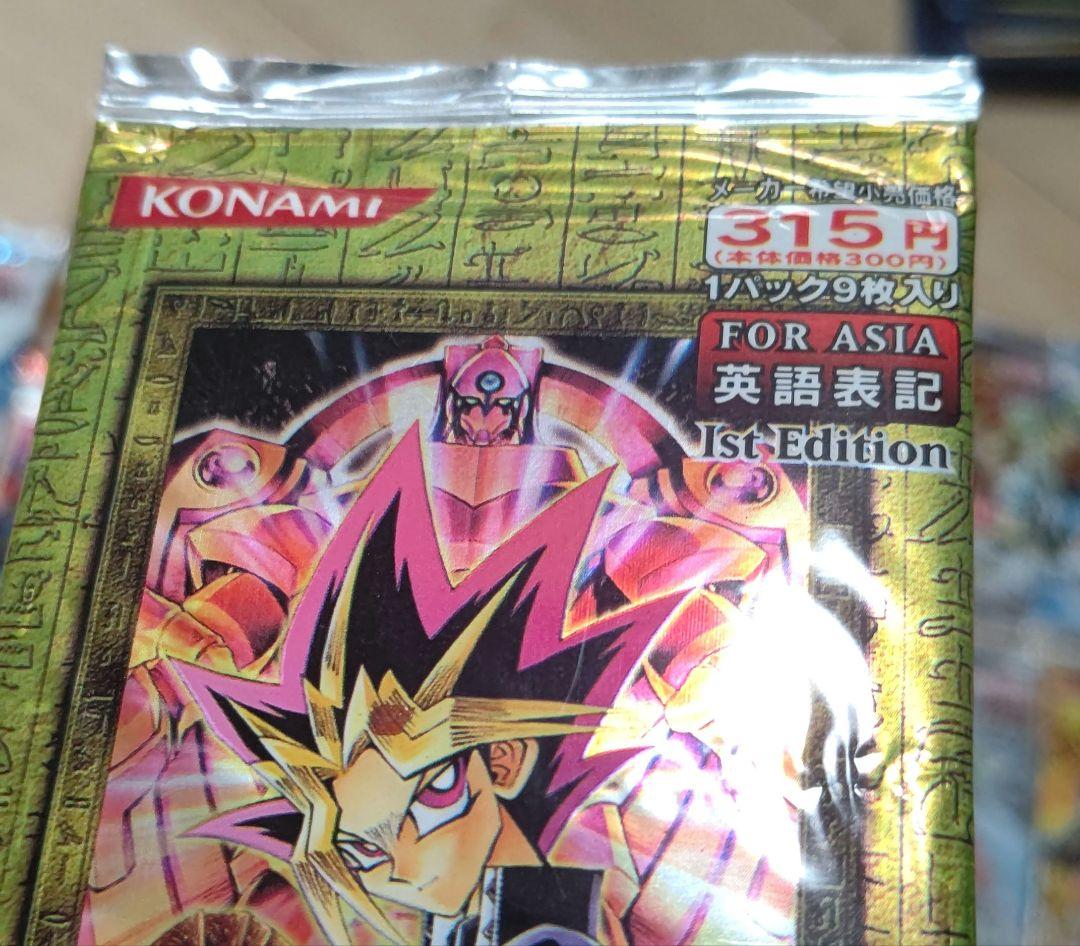 KONAMI
メーカー希望小売価格
315円
(本体価格300円)
1パック9枚入り
FOR ASIA
英語表記
1st Edition